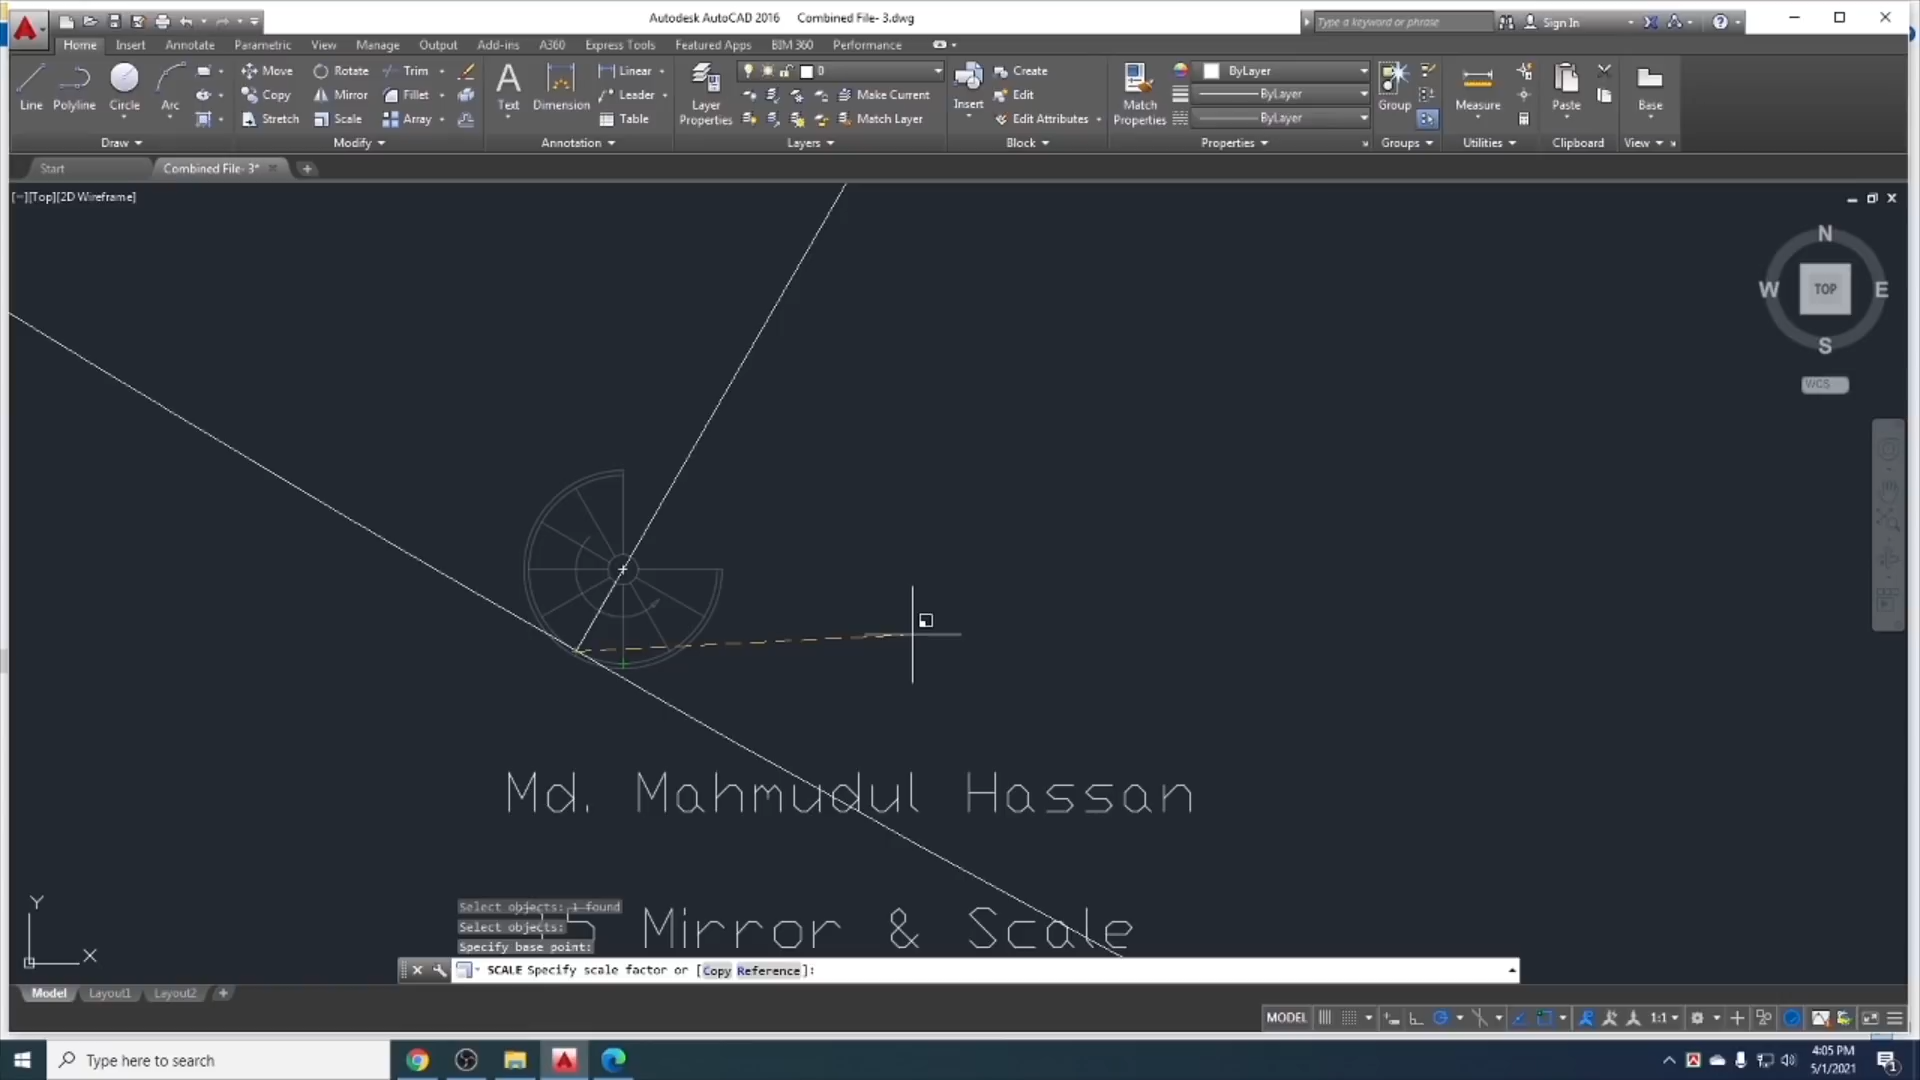 Autodesk AutoCAD 2016 Combined File- 3.dwg
Type a keyword or phrase
Sign In
Home Insert Annotate Parametric View Manage Output Add-ins A360 Express Tools Featured Apps BIM 360 Performance
Line Polyline Circle Arc
Move Rotate Trim
Copy Mirror Fillet
Stretch Scale Array
Text Dimension
Linear
Leader
Table
Layer Properties
0
Make Current
Match Layer
Insert
Create
Edit
Edit Attributes
Match Properties
ByLayer
ByLayer
ByLayer
Group Measure Paste Base
Draw Modify Annotation Layers Block Properties Groups Utilities Clipboard View
Start Combined File- 3*
[−][Top][2D Wireframe]
N
W TOP E
S
WCS
Md. Mahmudul Hassan
Mirror & Scale
Select objects: 1 found
Select objects:
Specify base point:
SCALE Specify scale factor or [Copy Reference]:
Y
X
Model Layout1 Layout2
MODEL 1:1
Type here to search
4:05 PM
5/1/2021
1